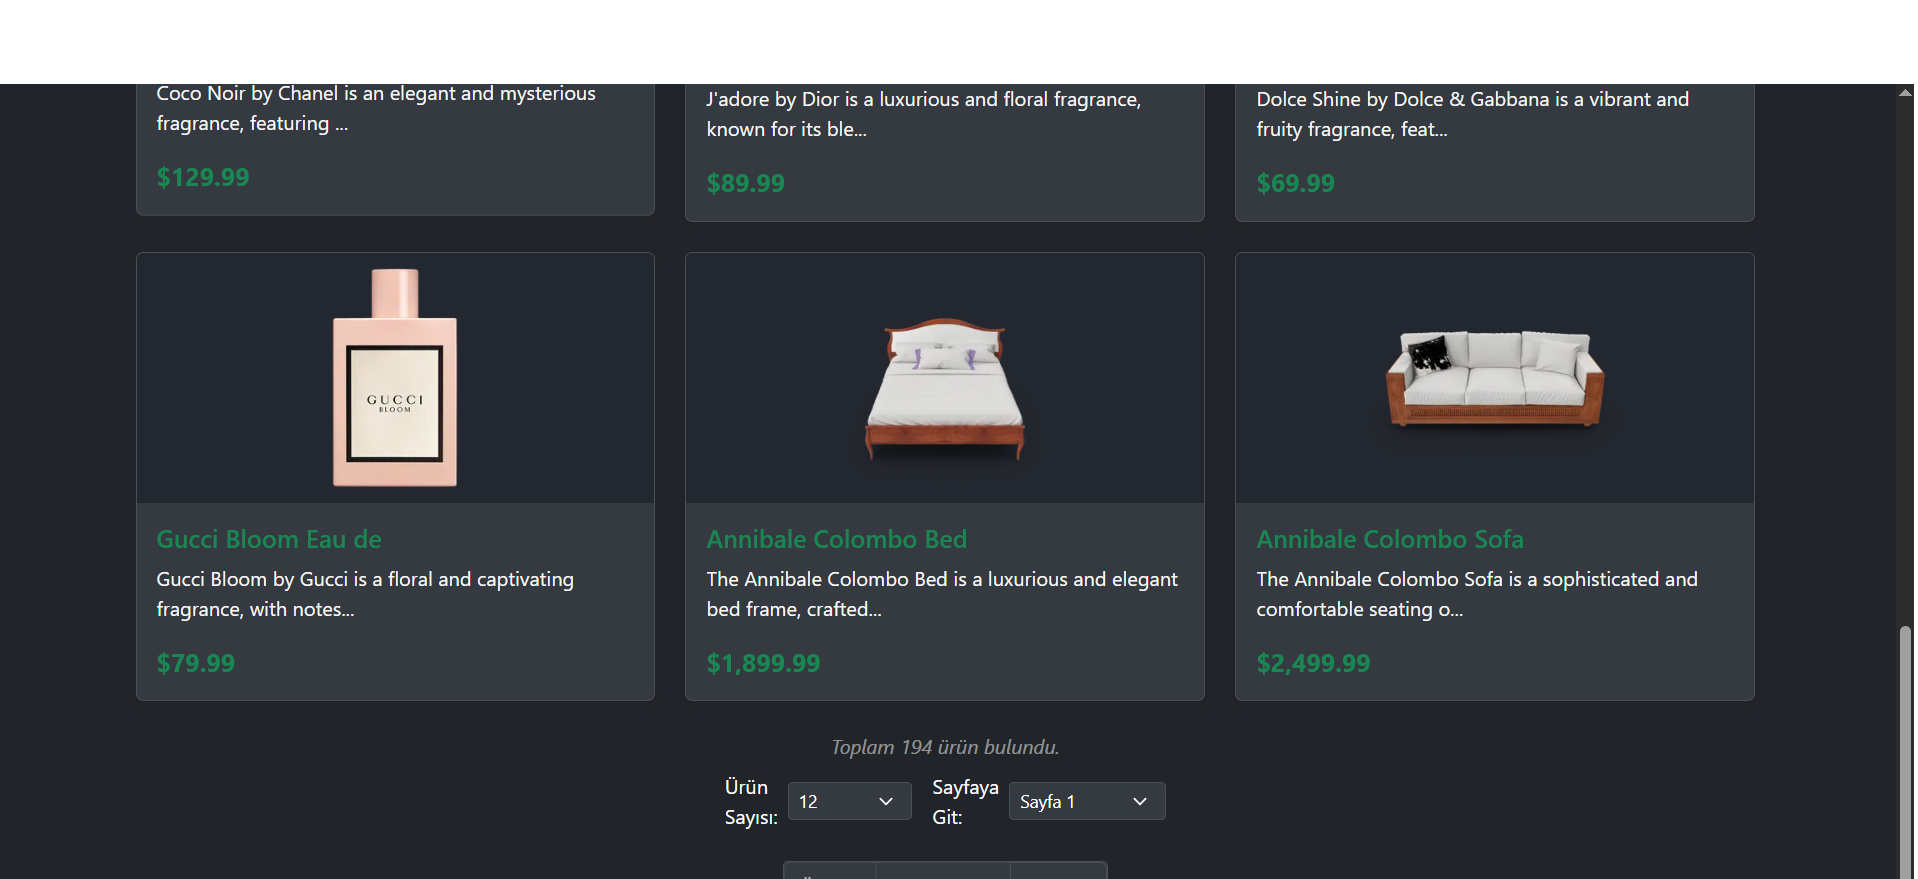 Coco Noir by Chanel is an elegant and mysterious
fragrance, featuring ...
$129.99
J'adore by Dior is a luxurious and floral fragrance,
known for its ble...
$89.99
Dolce Shine by Dolce & Gabbana is a vibrant and
fruity fragrance, feat...
$69.99
GUCCI
BLOOM
Gucci Bloom Eau de
Gucci Bloom by Gucci is a floral and captivating
fragrance, with notes...
$79.99
Annibale Colombo Bed
The Annibale Colombo Bed is a luxurious and elegant
bed frame, crafted...
$1,899.99
Annibale Colombo Sofa
The Annibale Colombo Sofa is a sophisticated and
comfortable seating o...
$2,499.99
Toplam 194 ürün bulundu.
Ürün
Sayısı:
12
Sayfaya
Git:
Sayfa 1